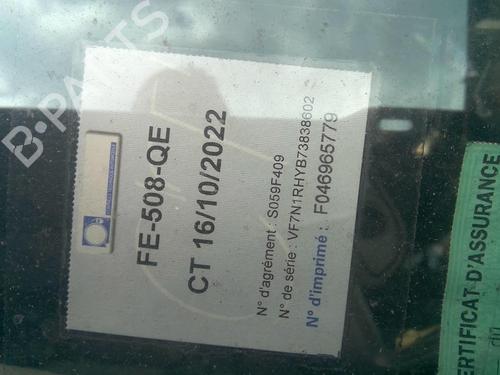 FE-508-QE
CT 16/10/2022
N° d'agrément : S059F409
N° de série : VF7N1RHYB73838602
N° d'imprimé : F046965779
CERTIFICAT D'ASSURANCE
B-PARTS